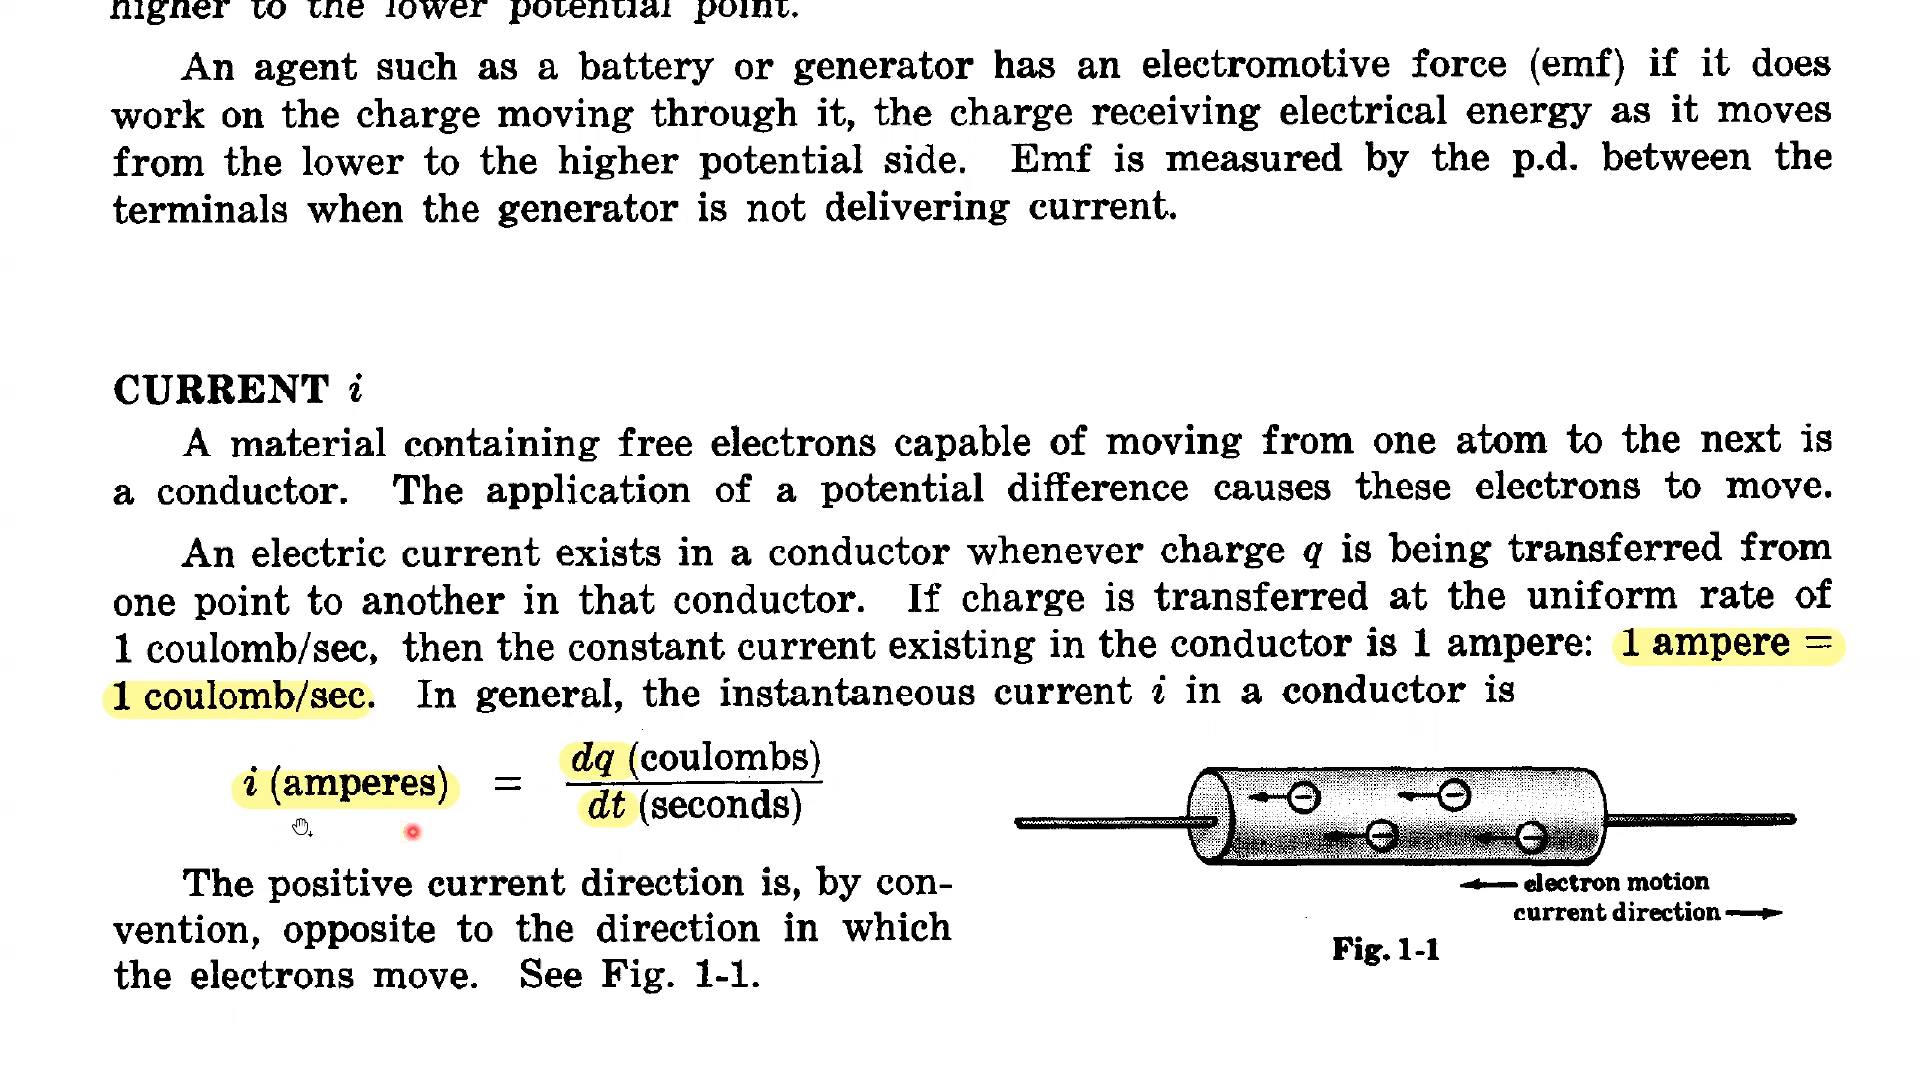 higher to the lower potential point.
An agent such as a battery or generator has an electromotive force (emf) if it does
work on the charge moving through it, the charge receiving electrical energy as it moves
from the lower to the higher potential side. Emf is measured by the p.d. between the
terminals when the generator is not delivering current.
CURRENT i
A material containing free electrons capable of moving from one atom to the next is
a conductor. The application of a potential difference causes these electrons to move.
An electric current exists in a conductor whenever charge q is being transferred from
one point to another in that conductor. If charge is transferred at the uniform rate of
1 coulomb/sec, then the constant current existing in the conductor is 1 ampere: 1 ampere =
1 coulomb/sec. In general, the instantaneous current i in a conductor is
i (amperes) = dq (coulombs)
dt (seconds)
The positive current direction is, by con-
vention, opposite to the direction in which
the electrons move. See Fig. 1-1.
electron motion
current direction
Fig. 1-1